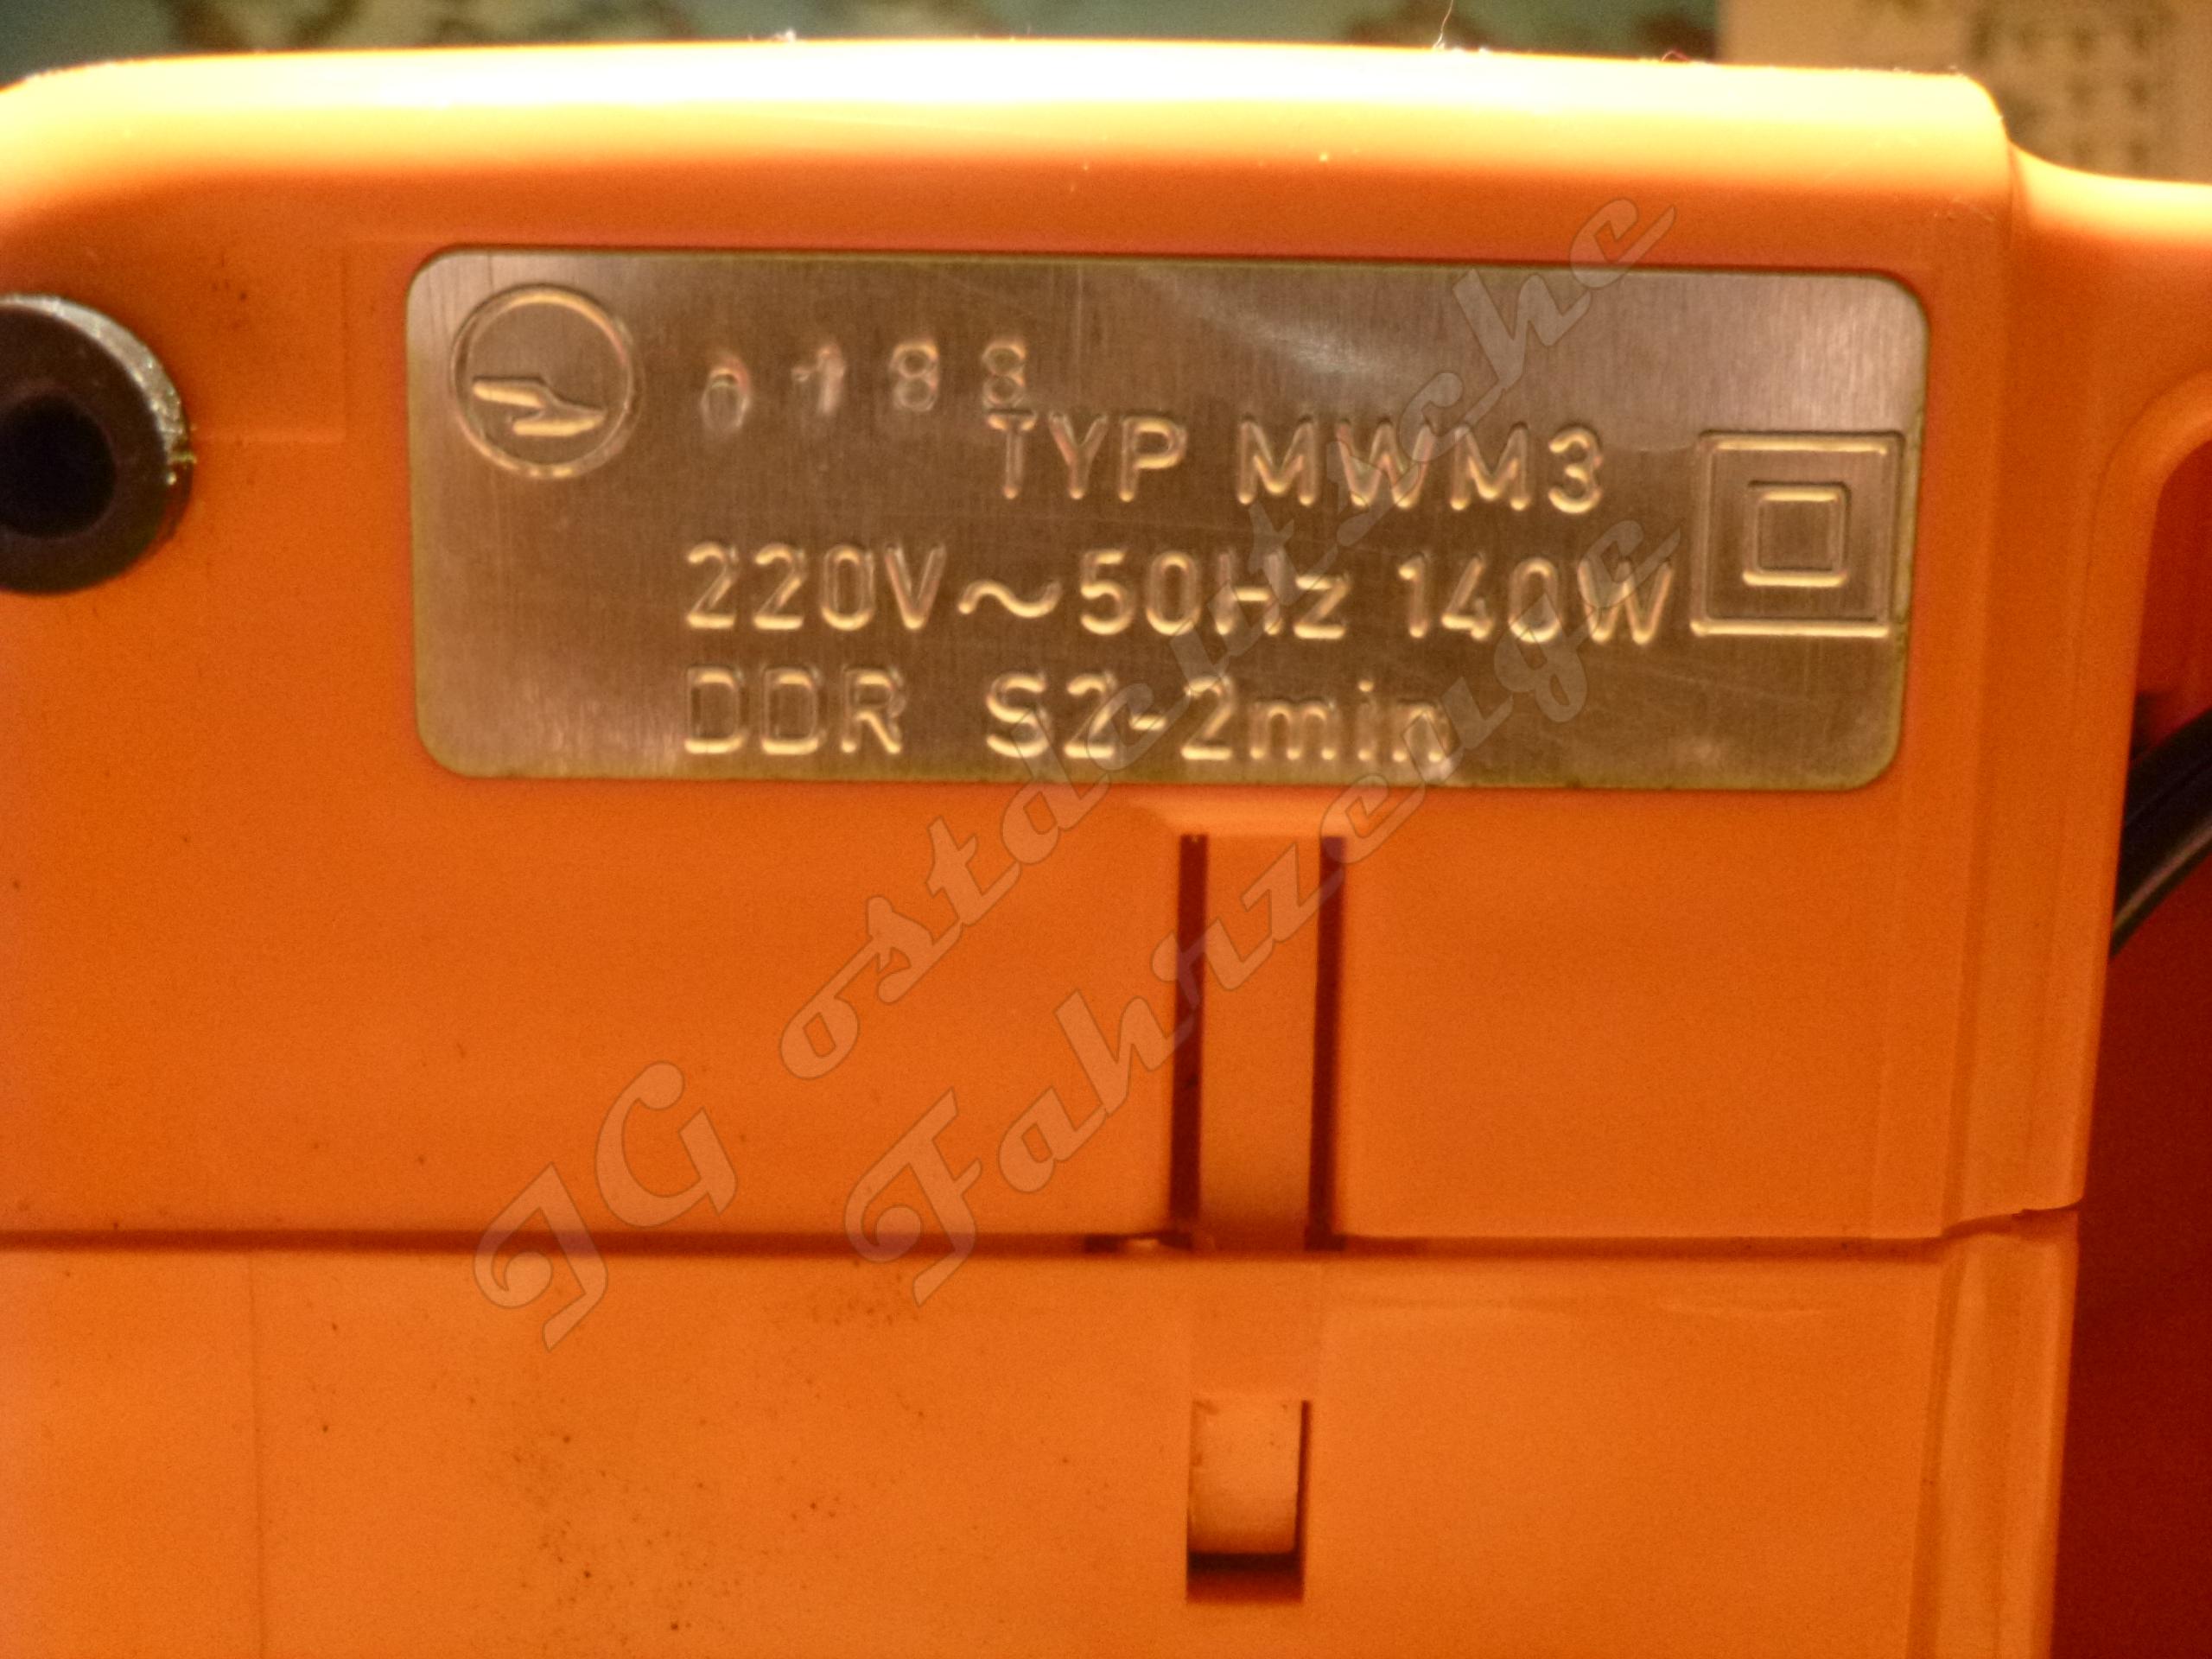 0188
TYP MWM3
220V~50Hz 140W
DDR S2-2min
IG ostdeutsche
Fahrzeuge